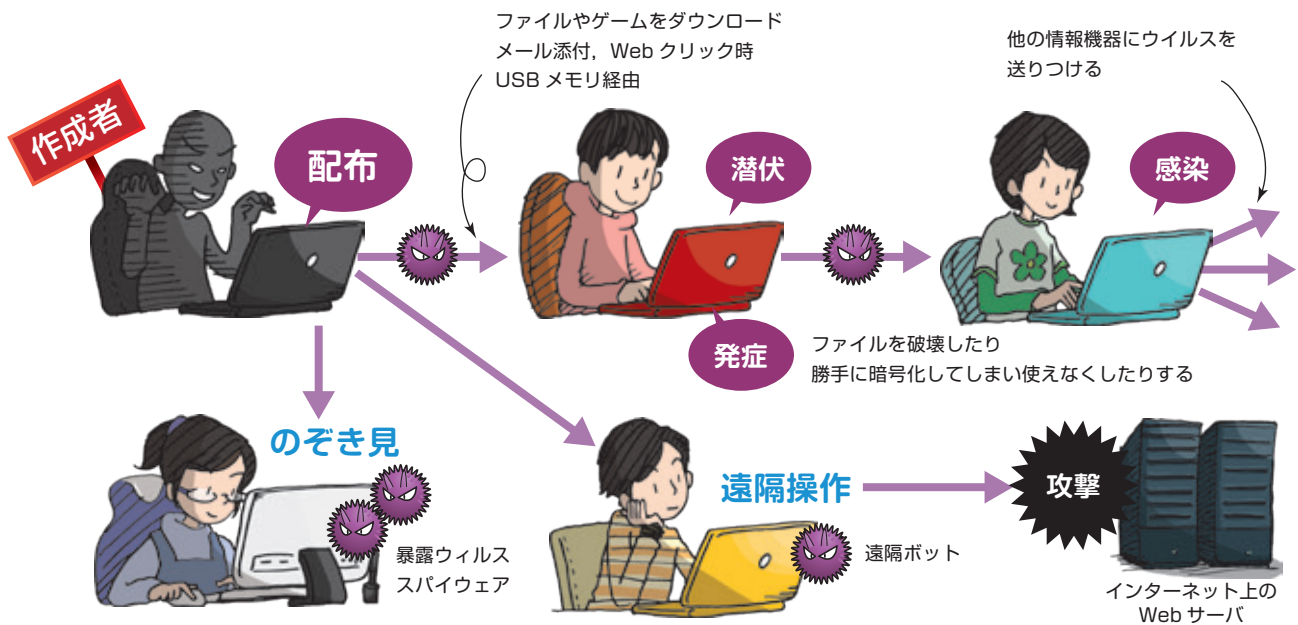 ファイルやゲームをダウンロード
メール添付，Web クリック時
USB メモリ経由
他の情報機器にウイルスを
送りつける
作成者
配布
潜伏
感染
発症
ファイルを破壊したり
勝手に暗号化してしまい使えなくしたりする
のぞき見
暴露ウィルス
スパイウェア
遠隔操作
遠隔ボット
攻撃
インターネット上の
Web サーバ